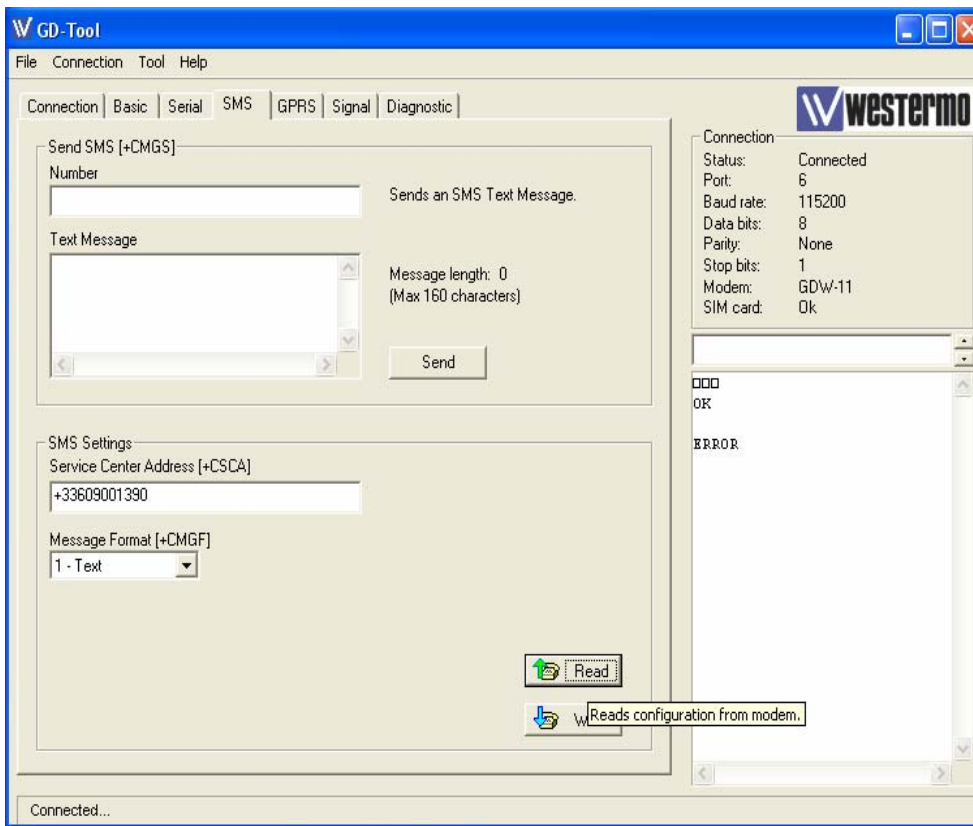 GD-Tool
File Connection Tool Help
Connection Basic Serial SMS GPRS Signal Diagnostic
westermo
Send SMS [+CMGS]
Number
Sends an SMS Text Message.
Text Message
Message length: 0
(Max 160 characters)
Send
SMS Settings
Service Center Address [+CSCA]
+33609001390
Message Format [+CMGF]
1 - Text
Read
Reads configuration from modem.
Connection
Status: Connected
Port: 6
Baud rate: 115200
Data bits: 8
Parity: None
Stop bits: 1
Modem: GDW-11
SIM card: Ok
OK
ERROR
Connected...